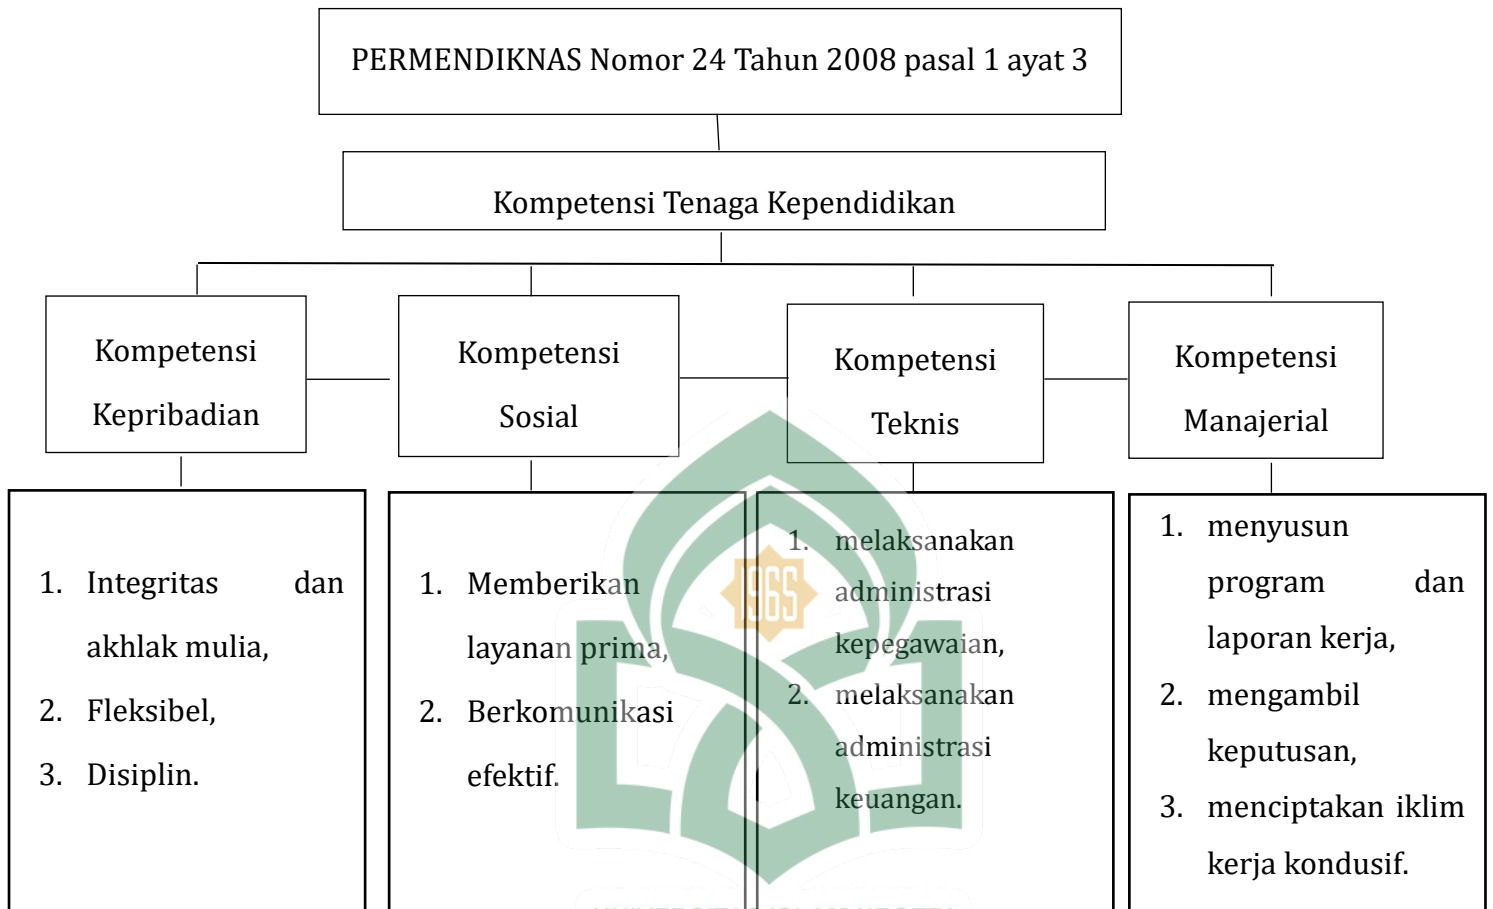 PERMENDIKNAS Nomor 24 Tahun 2008 pasal 1 ayat 3
Kompetensi Tenaga Kependidikan
Kompetensi
Kepribadian
Kompetensi
Sosial
Kompetensi
Teknis
Kompetensi
Manajerial
1. Integritas dan
akhlak mulia,
2. Fleksibel,
3. Disiplin.
1. Memberikan
layanan prima,
2. Berkomunikasi
efektif.
1. melaksanakan
administrasi
kepegawaian,
2. melaksanakan
administrasi
keuangan.
1. menyusun
program dan
laporan kerja,
2. mengambil
keputusan,
3. menciptakan iklim
kerja kondusif.
1965